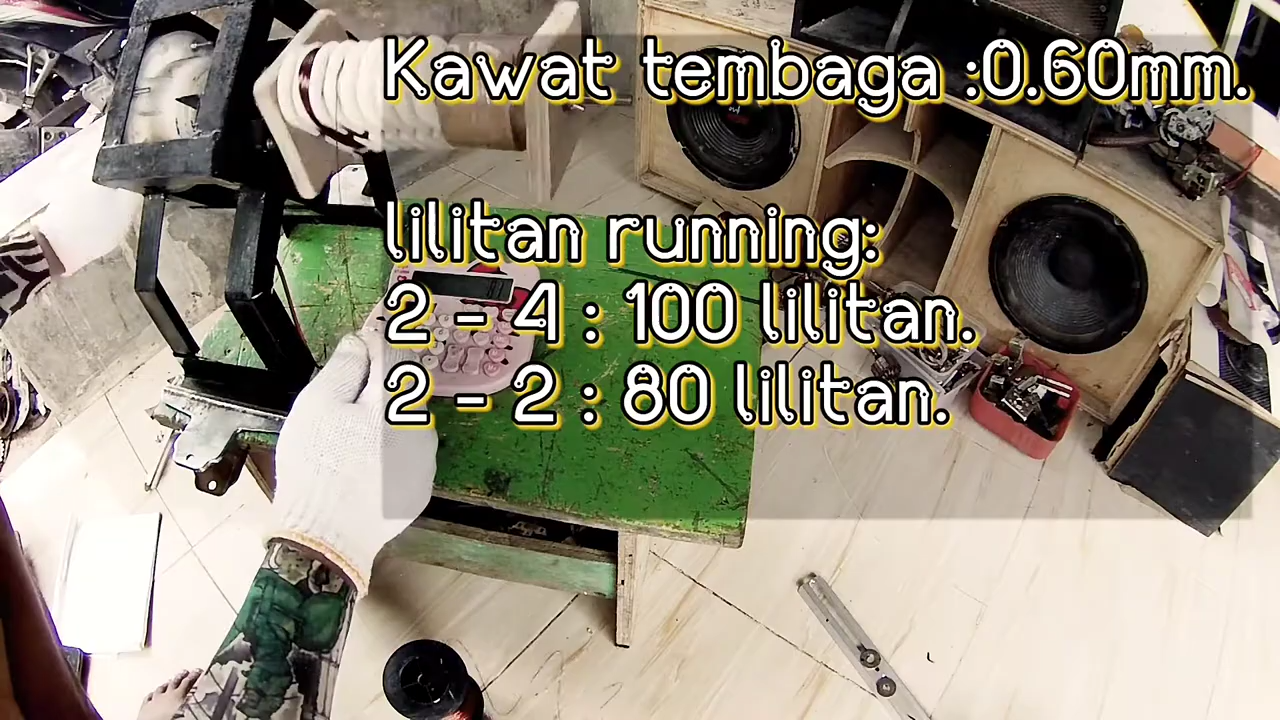 Kawat tembaga :0.60mm.
lilitan running:
2 - 4 : 100 lilitan.
2 - 2 : 80 lilitan.